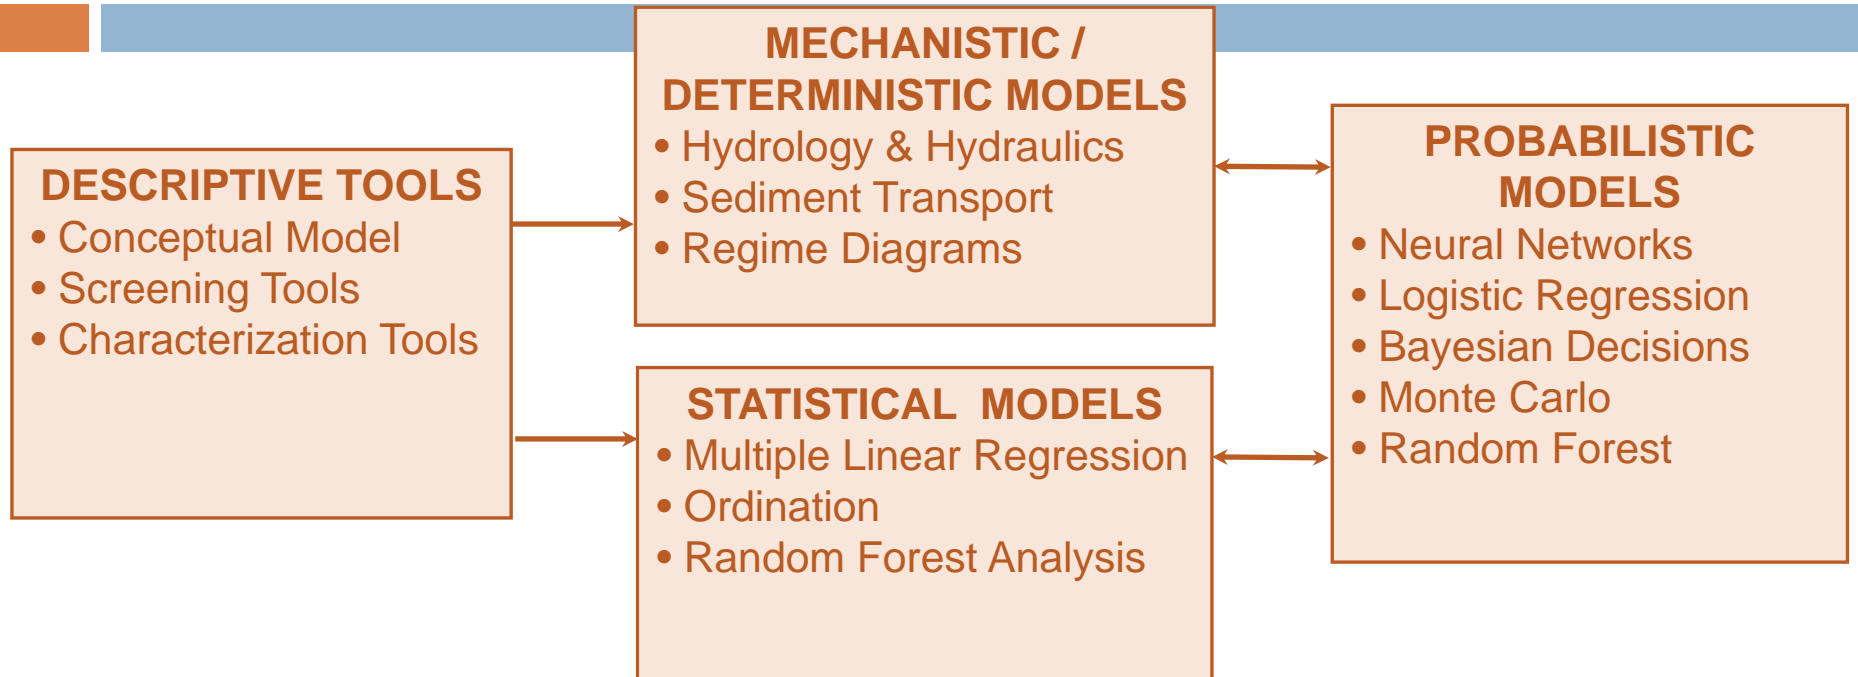 DESCRIPTIVE TOOLS
• Conceptual Model
• Screening Tools
• Characterization Tools
MECHANISTIC /
DETERMINISTIC MODELS
• Hydrology & Hydraulics
• Sediment Transport
• Regime Diagrams
STATISTICAL  MODELS
• Multiple Linear Regression
• Ordination
• Random Forest Analysis
PROBABILISTIC
MODELS
• Neural Networks
• Logistic Regression
• Bayesian Decisions
• Monte Carlo
• Random Forest